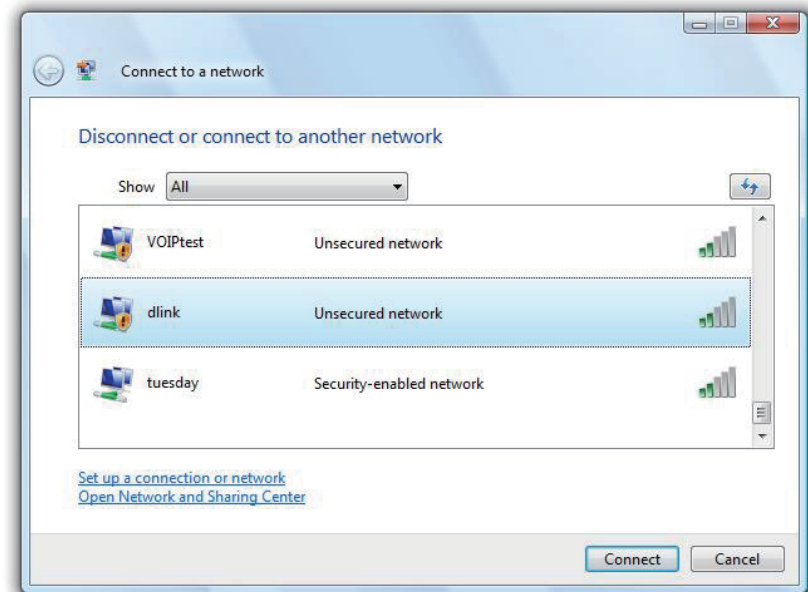 Connect to a network
Disconnect or connect to another network
Show All
VOIPtest Unsecured network
dlink Unsecured network
tuesday Security-enabled network
Set up a connection or network
Open Network and Sharing Center
Connect Cancel